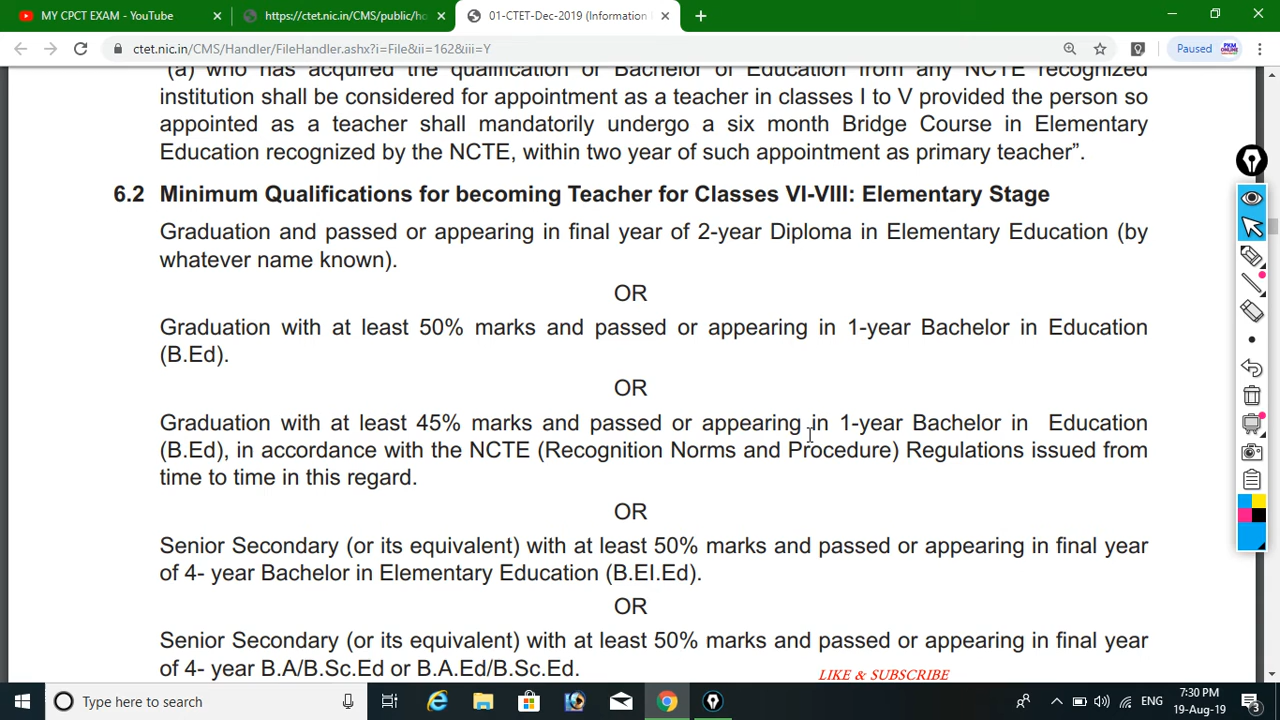 MY CPCT EXAM - YouTube
https://ctet.nic.in/CMS/public/ho
01-CTET-Dec-2019 (Information
ctet.nic.in/CMS/Handler/FileHandler.ashx?i=File&ii=162&iii=Y
Paused
PKM
ONLINE
(a) who has acquired the qualification of Bachelor of Education from any NCTE recognized
institution shall be considered for appointment as a teacher in classes I to V provided the person so
appointed as a teacher shall mandatorily undergo a six month Bridge Course in Elementary
Education recognized by the NCTE, within two year of such appointment as primary teacher”.
6.2 Minimum Qualifications for becoming Teacher for Classes VI-VIII: Elementary Stage
Graduation and passed or appearing in final year of 2-year Diploma in Elementary Education (by
whatever name known).
OR
Graduation with at least 50% marks and passed or appearing in 1-year Bachelor in Education
(B.Ed).
OR
Graduation with at least 45% marks and passed or appearing in 1-year Bachelor in Education
(B.Ed), in accordance with the NCTE (Recognition Norms and Procedure) Regulations issued from
time to time in this regard.
OR
Senior Secondary (or its equivalent) with at least 50% marks and passed or appearing in final year
of 4- year Bachelor in Elementary Education (B.EI.Ed).
OR
Senior Secondary (or its equivalent) with at least 50% marks and passed or appearing in final year
of 4- year B.A/B.Sc.Ed or B.A.Ed/B.Sc.Ed.
LIKE & SUBSCRIBE
Type here to search
ENG
7:30 PM
19-Aug-19
3